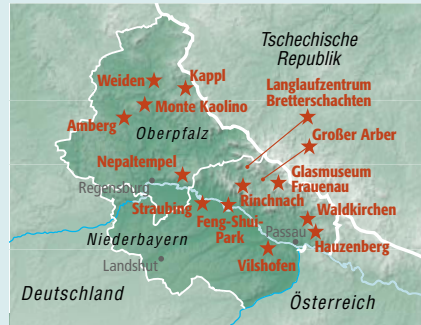 Tschechische
Republik
Weiden
Kappl
Langlaufzentrum
Bretterschachten
Monte Kaolino
Amberg
Oberpfalz
Großer Arber
Nepaltempel
Glasmuseum
Frauenau
Regensburg
Rinchnach
Straubing
Feng-Shui-
Park
Waldkirchen
Niederbayern
Passau
Hauzenberg
Landshut
Vilshofen
Deutschland
Österreich